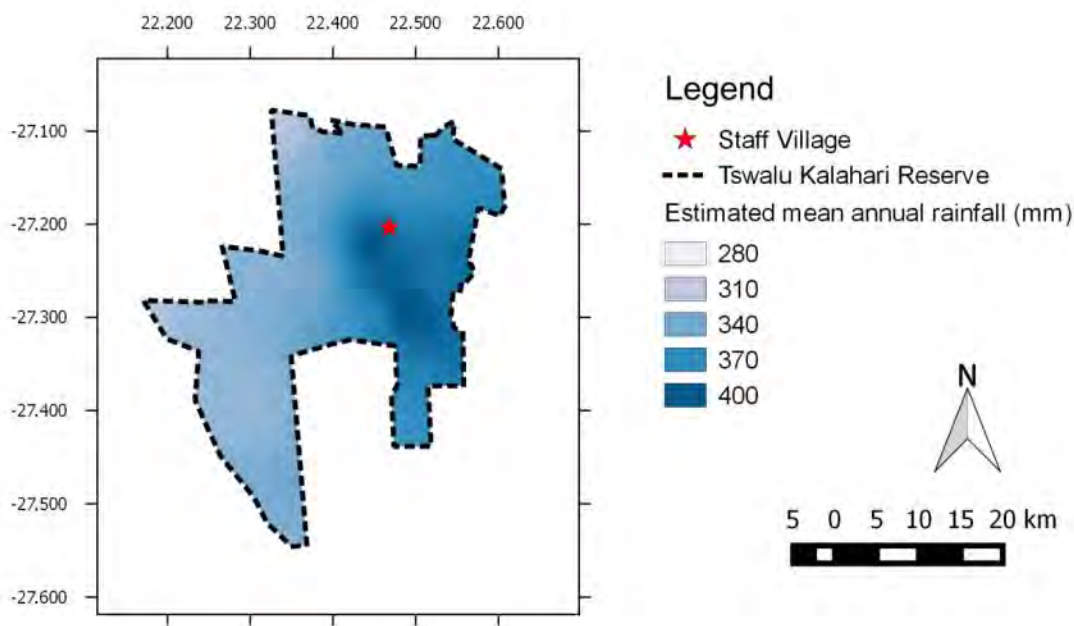 22.200 22.300 22.400 22.500 22.600
-27.100
-27.200
-27.300
-27.400
-27.500
-27.600
Legend
Staff Village
Tswalu Kalahari Reserve
Estimated mean annual rainfall (mm)
280
310
340
370
400
N
5 0 5 10 15 20 km